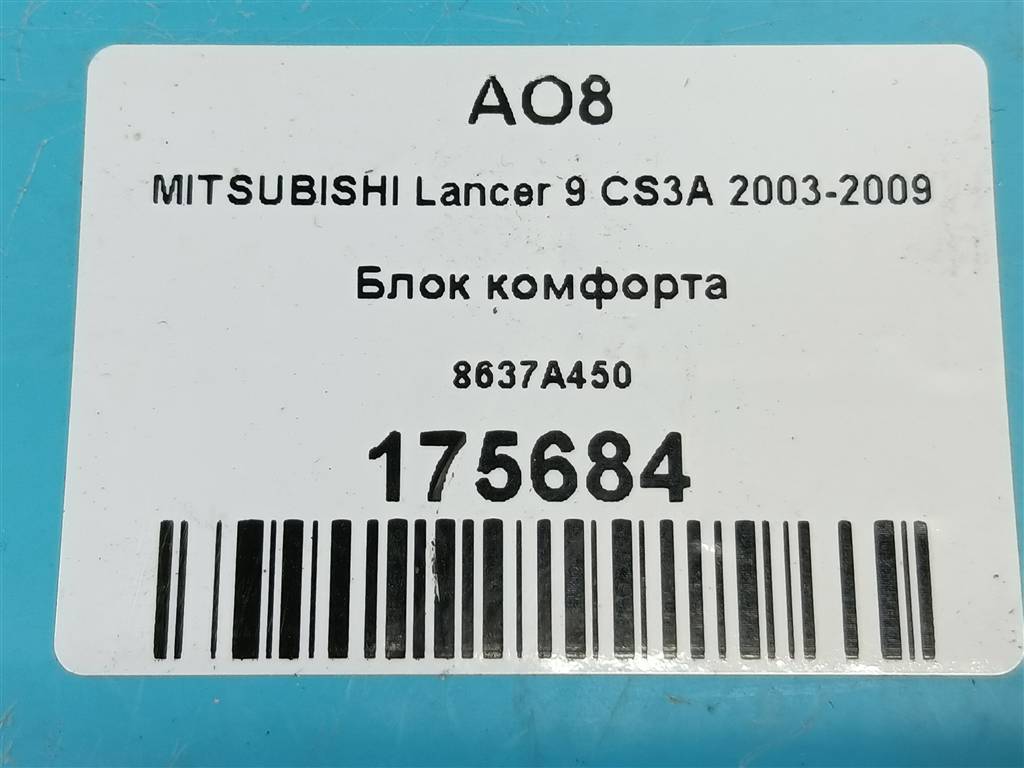 AO8
MITSUBISHI Lancer 9 CS3A 2003-2009
Блок комфорта
8637A450
175684